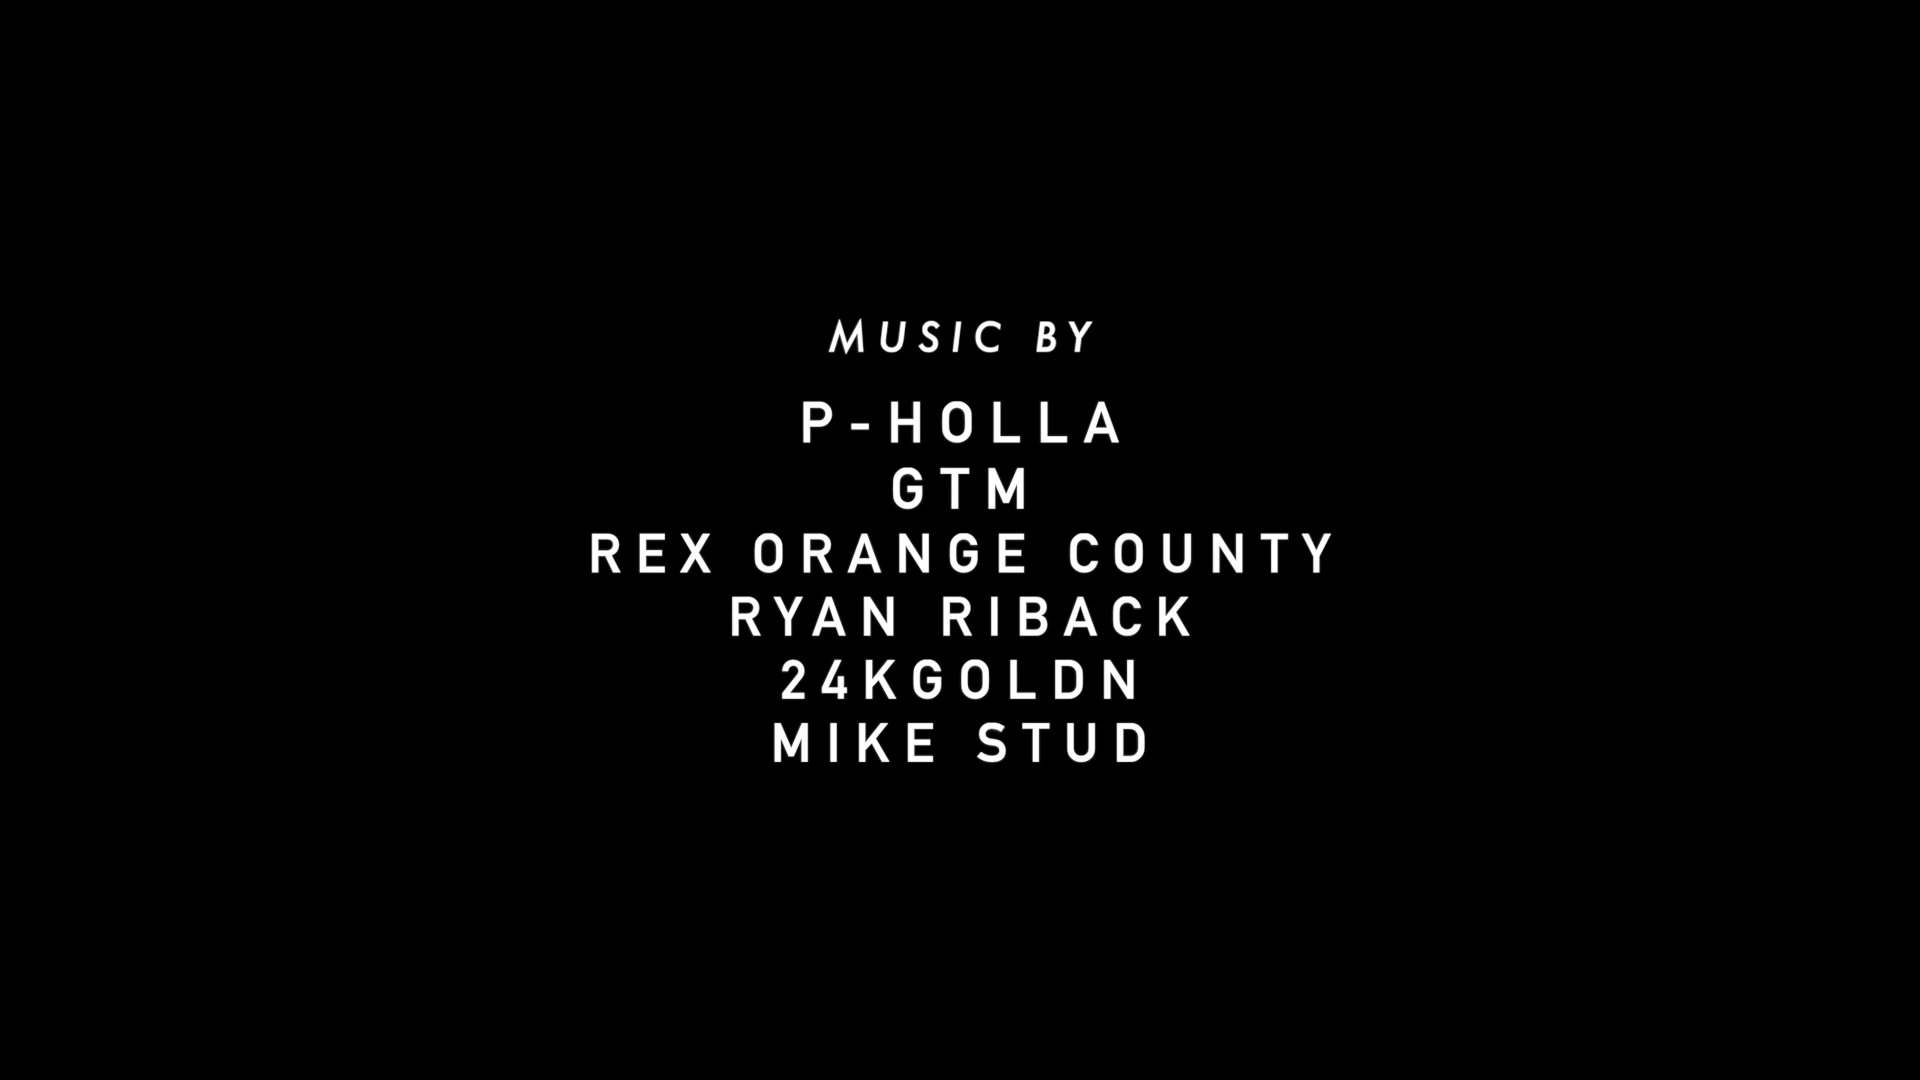 MUSIC BY
P-HOLLA
GTM
REX ORANGE COUNTY
RYAN RIBACK
24KGOLDN
MIKE STUD